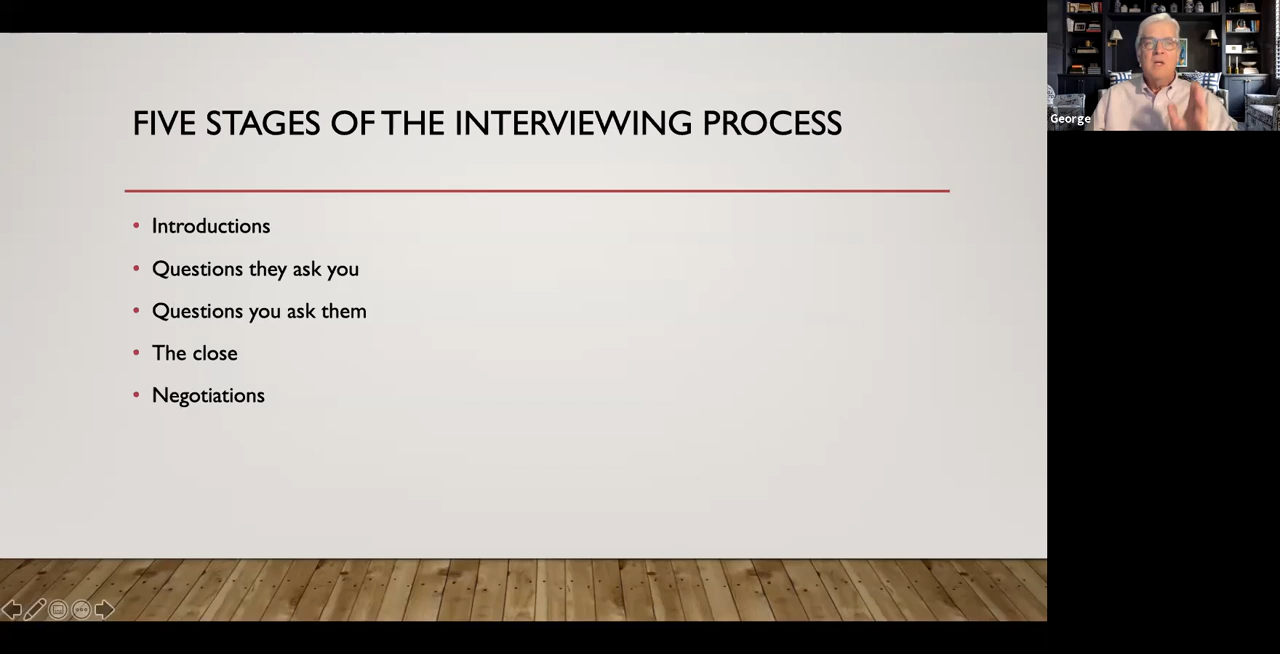 FIVE STAGES OF THE INTERVIEWING PROCESS
Introductions
Questions they ask you
Questions you ask them
The close
Negotiations
George